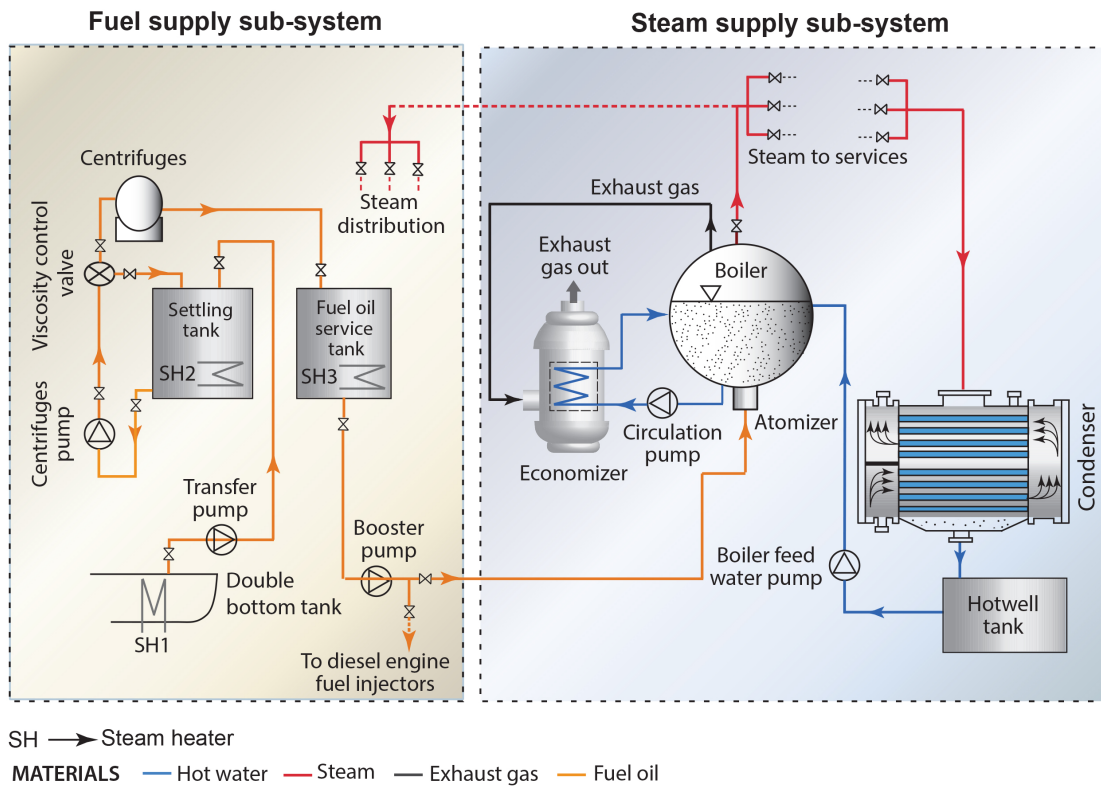 Fuel supply sub-system
Steam supply sub-system
Centrifuges
Steam
distribution
Steam to services
Exhaust gas
Exhaust
gas out
Boiler
Viscosity control
valve
Settling
tank
SH2
Fuel oil
service
tank
SH3
Centrifuges
pump
Circulation
pump
Atomizer
Economizer
Condenser
Transfer
pump
Booster
pump
Boiler feed
water pump
Double
bottom tank
SH1
Hotwell
tank
To diesel engine
fuel injectors
SH Steam heater
MATERIALS Hot water Steam Exhaust gas Fuel oil